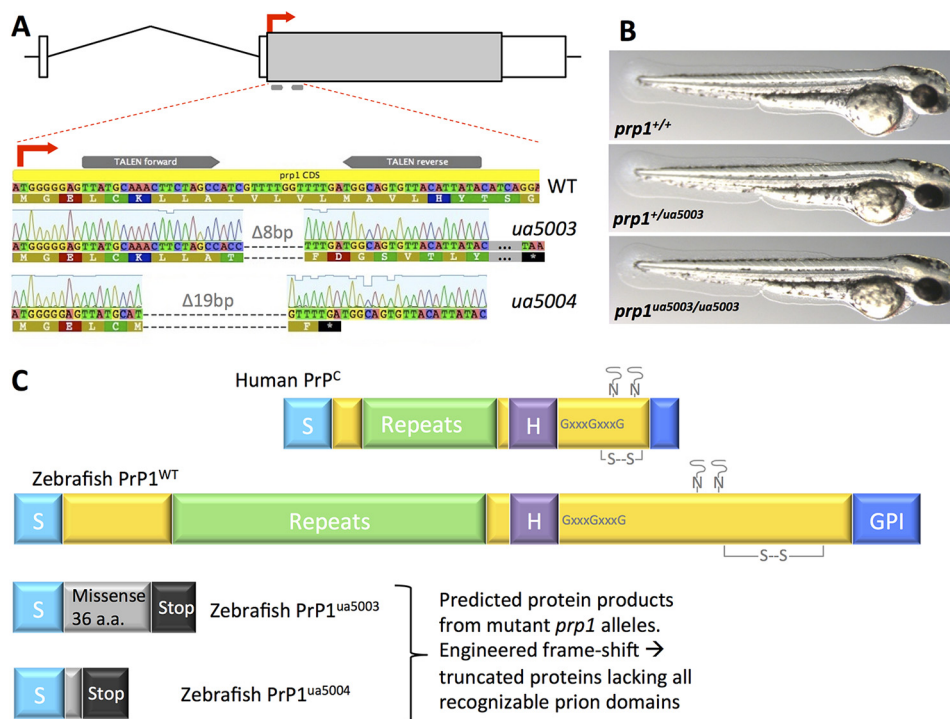 A
B
TALEN forward
TALEN reverse
prp1 CDS
ATGGGGGAGTTATGCAAACTTCTAGCCATCGTTTTGGTTTTGATGGCAGTGTTACATTATACATCAGGA
WT
M G E L C K L L A I V L V L M A V L H Y T S G
Δ8bp
ua5003
ATGGGGGAGTTATGCAAACTTCTAGCCACC TTTGATGGCAGTGTTACATTATAC ... TAA
M G E L C K L L A T F D G S V T L Y ... *
Δ19bp
ua5004
ATGGGGGAGTTATGCAT GTTTTGATGGCAGTGTTACATTATAC
M G E L C M F *
prp1+/+
prp1+/ua5003
prp1ua5003/ua5003
C
Human PrPC
N N
S Repeats H GxxxGxxxG
S--S
Zebrafish PrP1WT
N N
S Repeats H GxxxGxxxG GPI
S--S
S Missense 36 a.a. Stop Zebrafish PrP1ua5003
S Stop Zebrafish PrP1ua5004
Predicted protein products
from mutant prp1 alleles.
Engineered frame-shift →
truncated proteins lacking all
recognizable prion domains